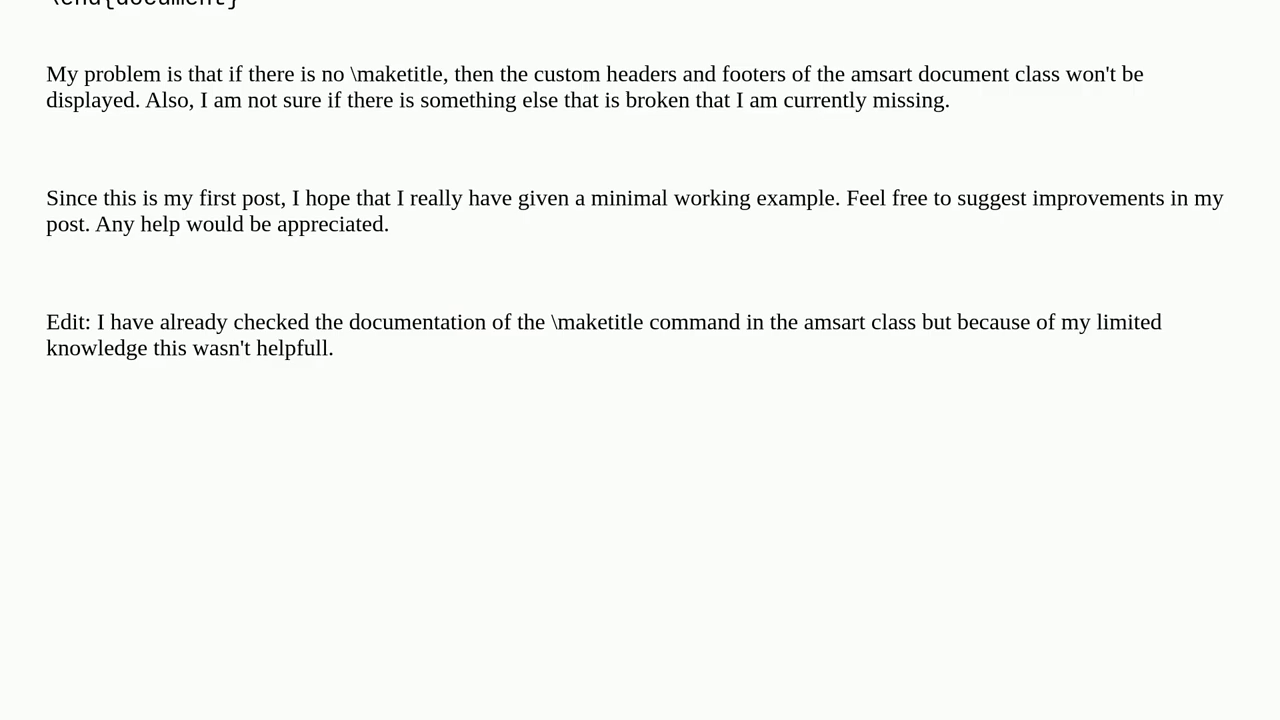 \end{document}
My problem is that if there is no \maketitle, then the custom headers and footers of the amsart document class won't be
displayed. Also, I am not sure if there is something else that is broken that I am currently missing.
Since this is my first post, I hope that I really have given a minimal working example. Feel free to suggest improvements in my
post. Any help would be appreciated.
Edit: I have already checked the documentation of the \maketitle command in the amsart class but because of my limited
knowledge this wasn't helpfull.